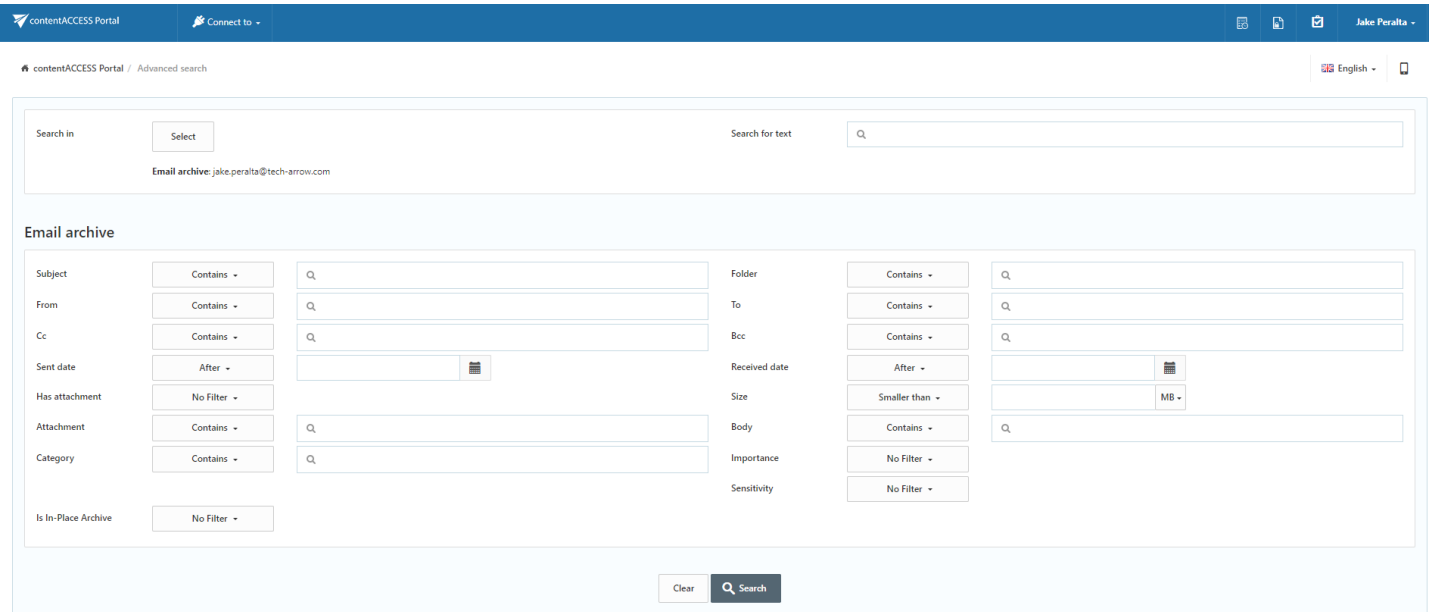 contentACCESS Portal Connect to Jake Peralta
contentACCESS Portal / Advanced search English
Search in Select Search for text
Email archive: jake.peralta@tech-arrow.com
Email archive
Subject Contains Folder Contains
From Contains To Contains
Cc Contains Bcc Contains
Sent date After Received date After
Has attachment No Filter Size Smaller than MB
Attachment Contains Body Contains
Category Contains Importance No Filter
Sensitivity No Filter
Is In-Place Archive No Filter
Clear Search